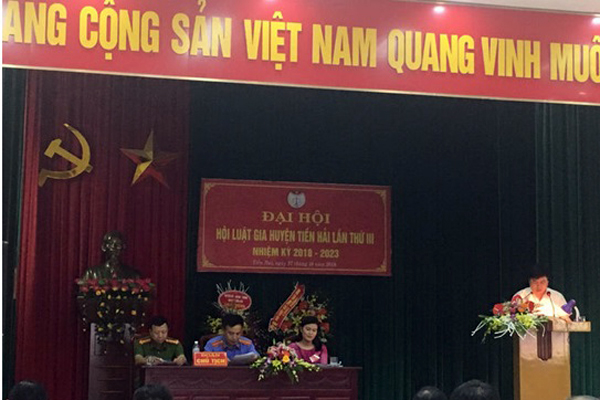 ANG CỘNG SẢN VIỆT NAM QUANG VINH MUÔ
ĐẠI HỘI
HỘI LUẬT GIA HUYỆN TIỀN HẢI LẦN THỨ III
NHIỆM KỲ 2018 - 2023
CHỦ TỊCH